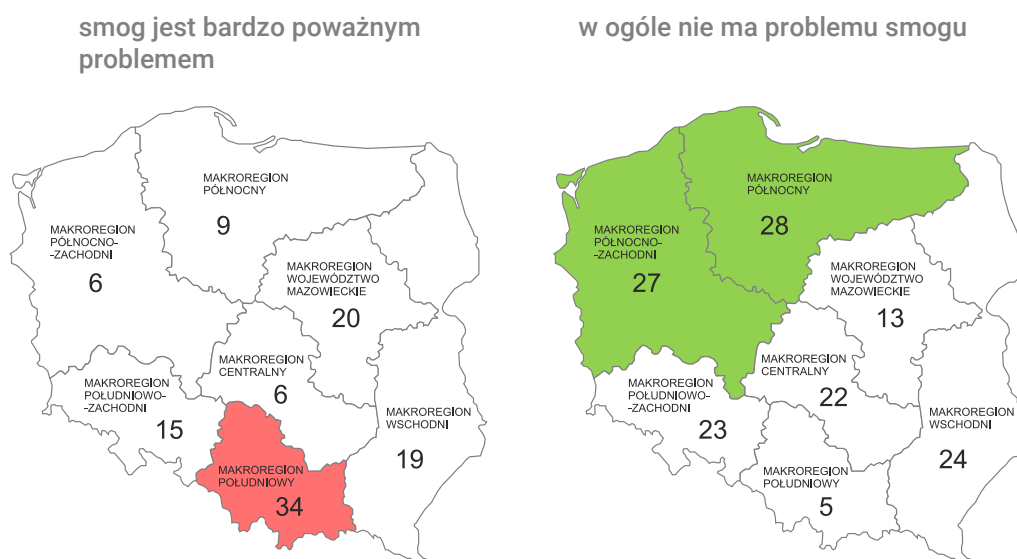 smog jest bardzo poważnym
problemem
MAKROREGION
PÓŁNOCNY
9
MAKROREGION
PÓŁNOCNO-
-ZACHODNI
6
MAKROREGION
WOJEWÓDZTWO
MAZOWIECKIE
20
MAKROREGION
CENTRALNY
6
MAKROREGION
POŁUDNIOWO-
-ZACHODNI
15
MAKROREGION
WSCHODNI
19
MAKROREGION
POŁUDNIOWY
34
w ogóle nie ma problemu smogu
MAKROREGION
PÓŁNOCNY
28
MAKROREGION
PÓŁNOCNO-
-ZACHODNI
27
MAKROREGION
WOJEWÓDZTWO
MAZOWIECKIE
13
MAKROREGION
CENTRALNY
22
MAKROREGION
POŁUDNIOWO-
-ZACHODNI
23
MAKROREGION
WSCHODNI
24
MAKROREGION
POŁUDNIOWY
5